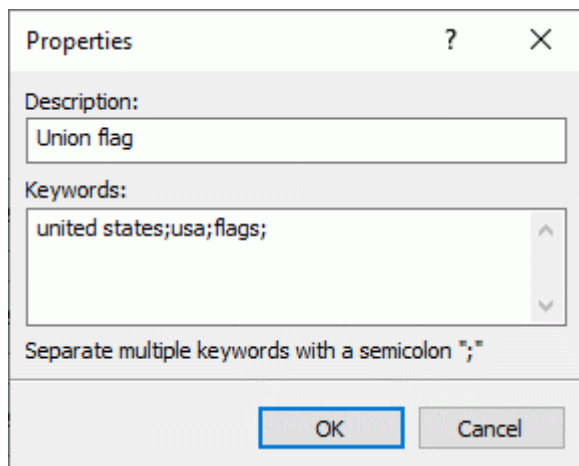 Properties ?
Description:
Union flag
Keywords:
united states;usa;flags;
Separate multiple keywords with a semicolon ";"
OK Cancel